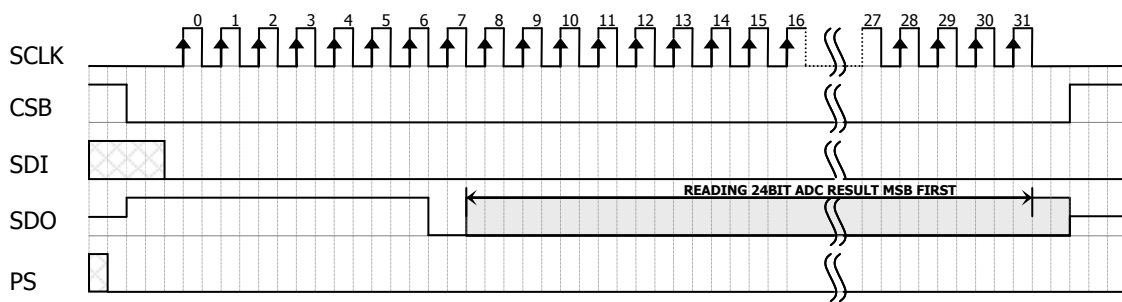 0 1 2 3 4 5 6 7 8 9 10 11 12 13 14 15 16 27 28 29 30 31
SCLK
CSB
SDI
READING 24BIT ADC RESULT MSB FIRST
SDO
PS